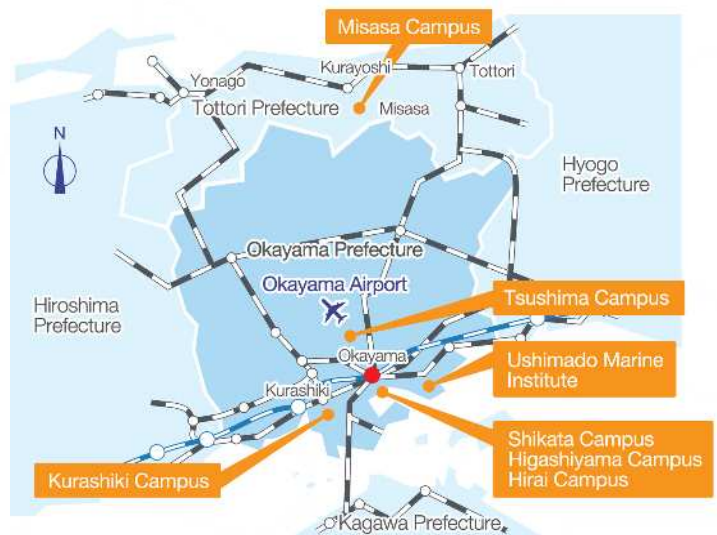 Misasa Campus
Kurayoshi
Tottori
Yonago
Tottori Prefecture
Misasa
N
Hyogo
Prefecture
Okayama Prefecture
Okayama Airport
Tsushima Campus
Hiroshima
Prefecture
Okayama
Ushimado Marine
Institute
Kurashiki
Shikata Campus
Higashiyama Campus
Hirai Campus
Kurashiki Campus
Kagawa Prefecture